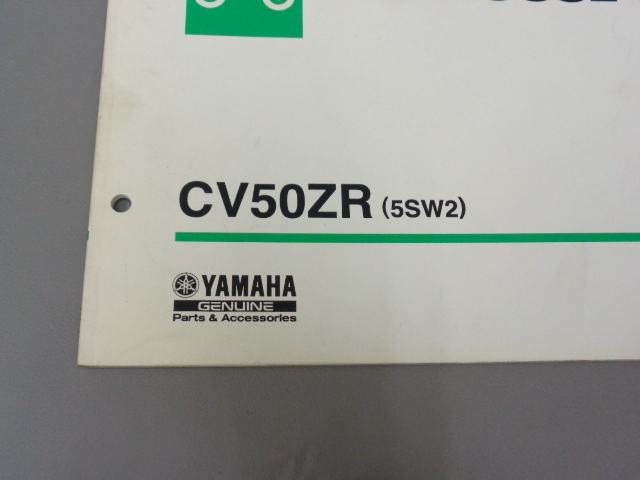 CV50ZR (5SW2)
YAMAHA
GENUINE
Parts & Accessories